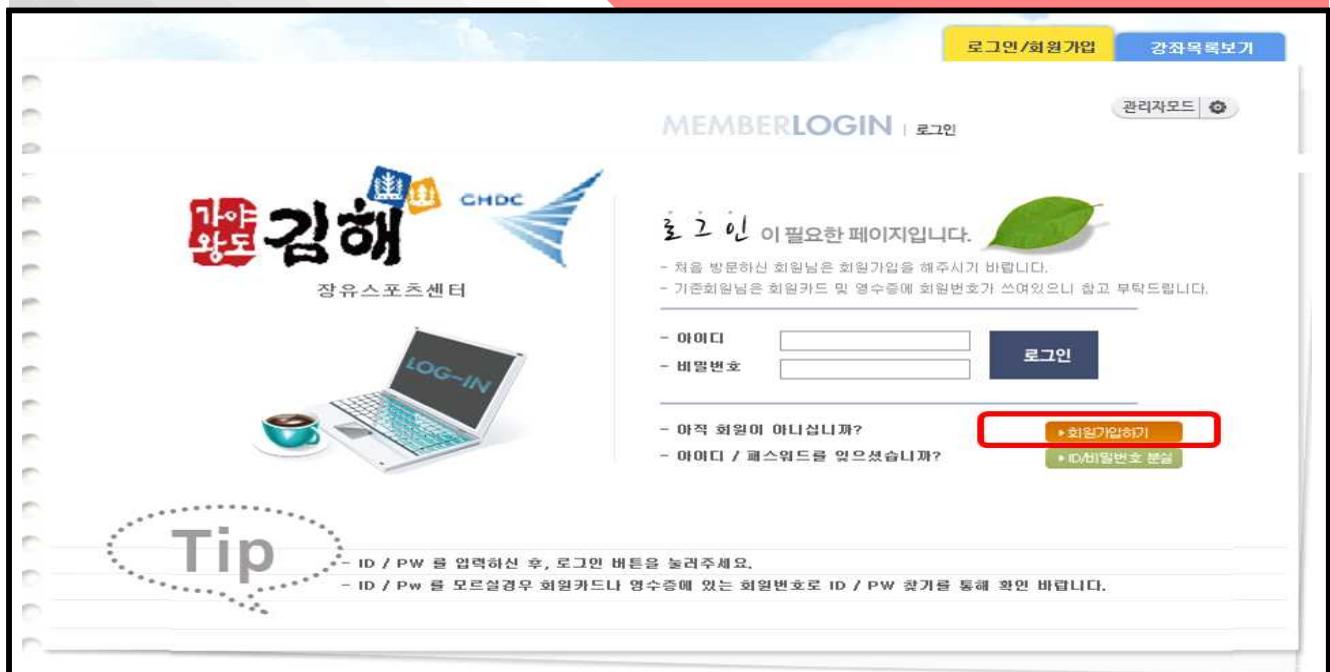 로그인/회원가입 강좌목록보기
관리자모드
MEMBERLOGIN | 로그인
가야
왕도
김해
GHDC
장유스포츠센터
로그인 이 필요한 페이지입니다.
- 처음 방문하신 회원님은 회원가입을 해주시기 바랍니다.
- 기존회원님은 회원카드 및 영수증에 회원번호가 쓰여있으니 참고 부탁드립니다.
- 아이디
- 비밀번호
로그인
LOG-IN
- 아직 회원이 아니십니까? ▸회원가입하기
- 아이디 / 패스워드를 잊으셨습니까? ▸ID/비밀번호 분실
Tip
- ID / PW 를 입력하신 후, 로그인 버튼을 눌러주세요.
- ID / Pw 를 모르실경우 회원카드나 영수증에 있는 회원번호로 ID / PW 찾기를 통해 확인 바랍니다.